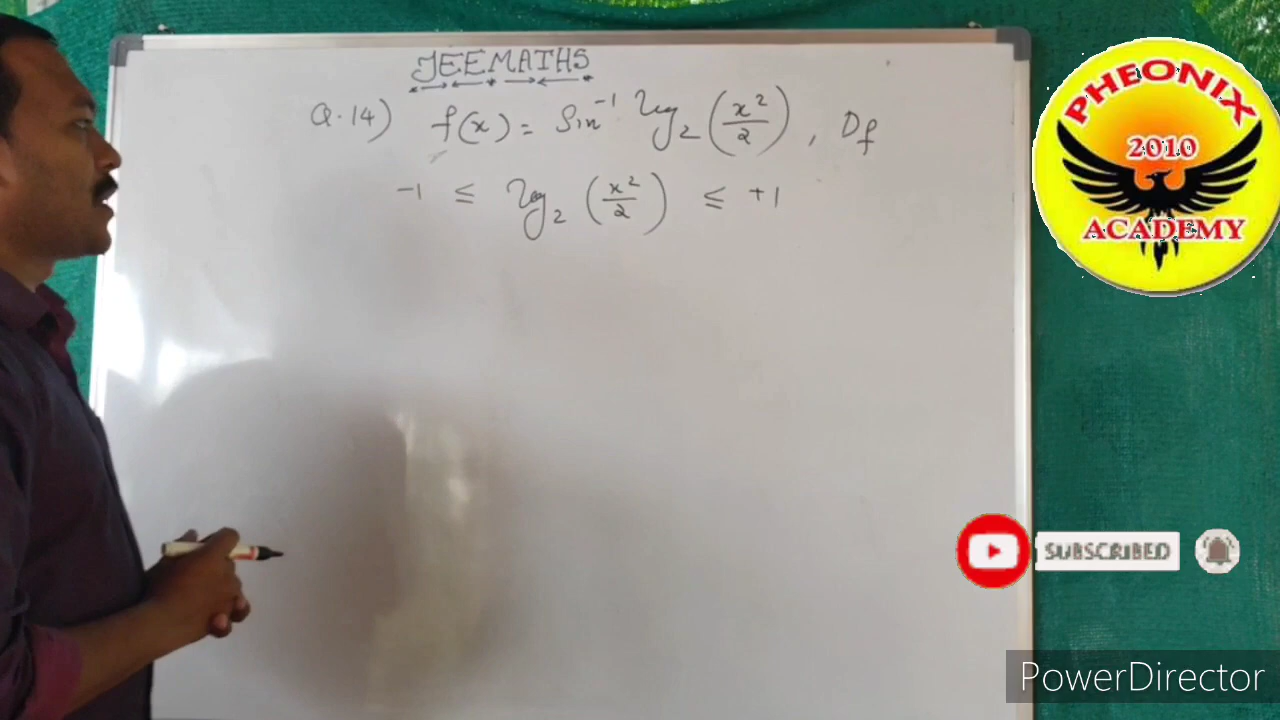 JEEMATHS
Q.14) f(x) = Sin⁻¹ log₂ (x²/2), Df
-1 ≤ log₂ (x²/2) ≤ +1
PHEONIX
2010
ACADEMY
SUBSCRIBED
PowerDirector